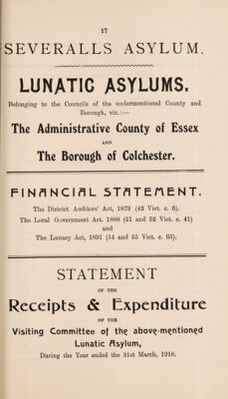 17
SEVERALLS ASYLUM.
LUNATIC ASYLUMS.
Belonging to the Councils of the undermentioned County and
Borough, viz.:—
The Administrative County of Essex
AND
The Borough of Colchester.
FINANCIAL STATEMENT.
The District Auditors' Act, 1879 (42 Vict. c. 6).
The Local Government Act. 1888 (51 and 52 Vict. c. 41)
and
The Lunacy Act, 1891 (54 and 55 Vict. c. 65).
STATEMENT
OF THE
Receipts & Expenditure
OF THE
Visiting Committee of the above-mentioned
Lunatic Asylum,
During the Year ended the 31st March, 1918.